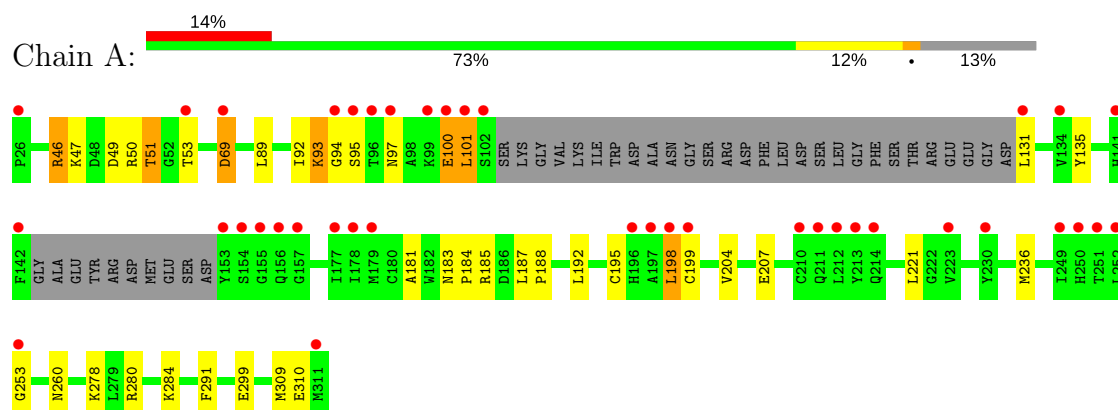 14%
Chain A:
73% 12% • 13%
P26 R46 K47 D48 D49 R50 T51 G52 T53 D69 L89 I92 K93 G94 S95 T96 N97 A98 K99 E100 L101 S102 SER LYS GLY VAL LYS ILE TRP ASP ALA ASN GLY SER ARG ASP PHE LEU ASP SER LEU GLY PHE SER THR ARG GLU GLU GLY ASP L131 V134 Y135 H141
F142 GLY ALA GLU TYR ARG ASP MET GLU SER ASP Y153 S154 G155 Q156 G157 I177 I178 M179 C180 A181 W182 N183 P184 R185 D186 L187 P188 L192 C195 H196 A197 L198 C199 V204 E207 C210 Q211 L212 Y213 Q214 L221 G222 V223 Y230 M236 I249 H250 T251 L252
G253 N260 K278 L279 R280 K284 F291 E299 M309 E310 M311